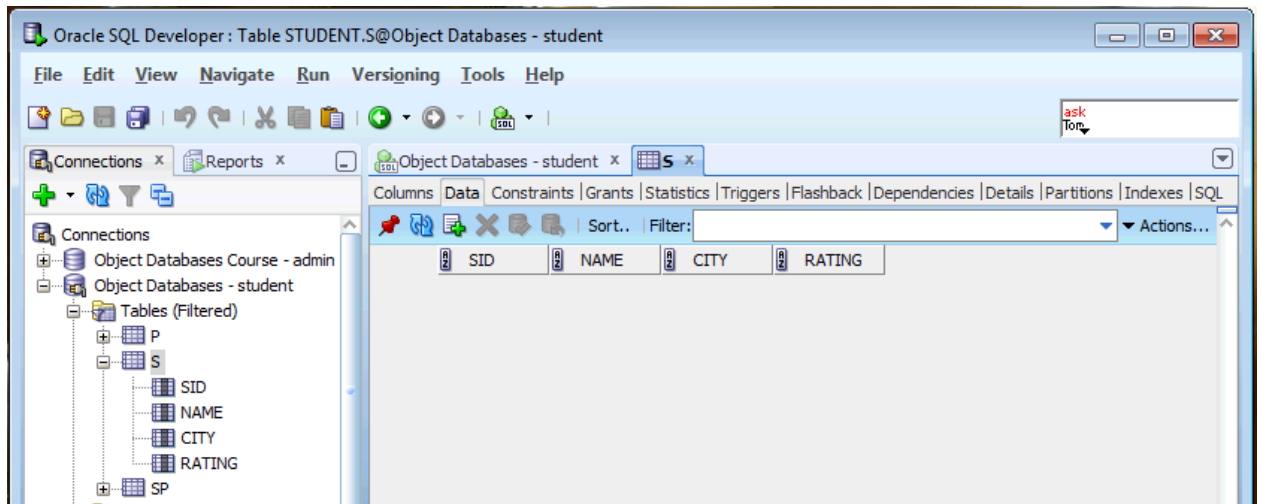 Oracle SQL Developer : Table STUDENT.S@Object Databases - student
File Edit View Navigate Run Versioning Tools Help
ask
Tom
Connections x Reports x
Object Databases - student x S x
Columns Data Constraints |Grants |Statistics |Triggers |Flashback |Dependencies |Details |Partitions |Indexes |SQL
Sort.. Filter: Actions...
SID NAME CITY RATING
Connections
Object Databases Course - admin
Object Databases - student
Tables (Filtered)
P
S
SID
NAME
CITY
RATING
SP